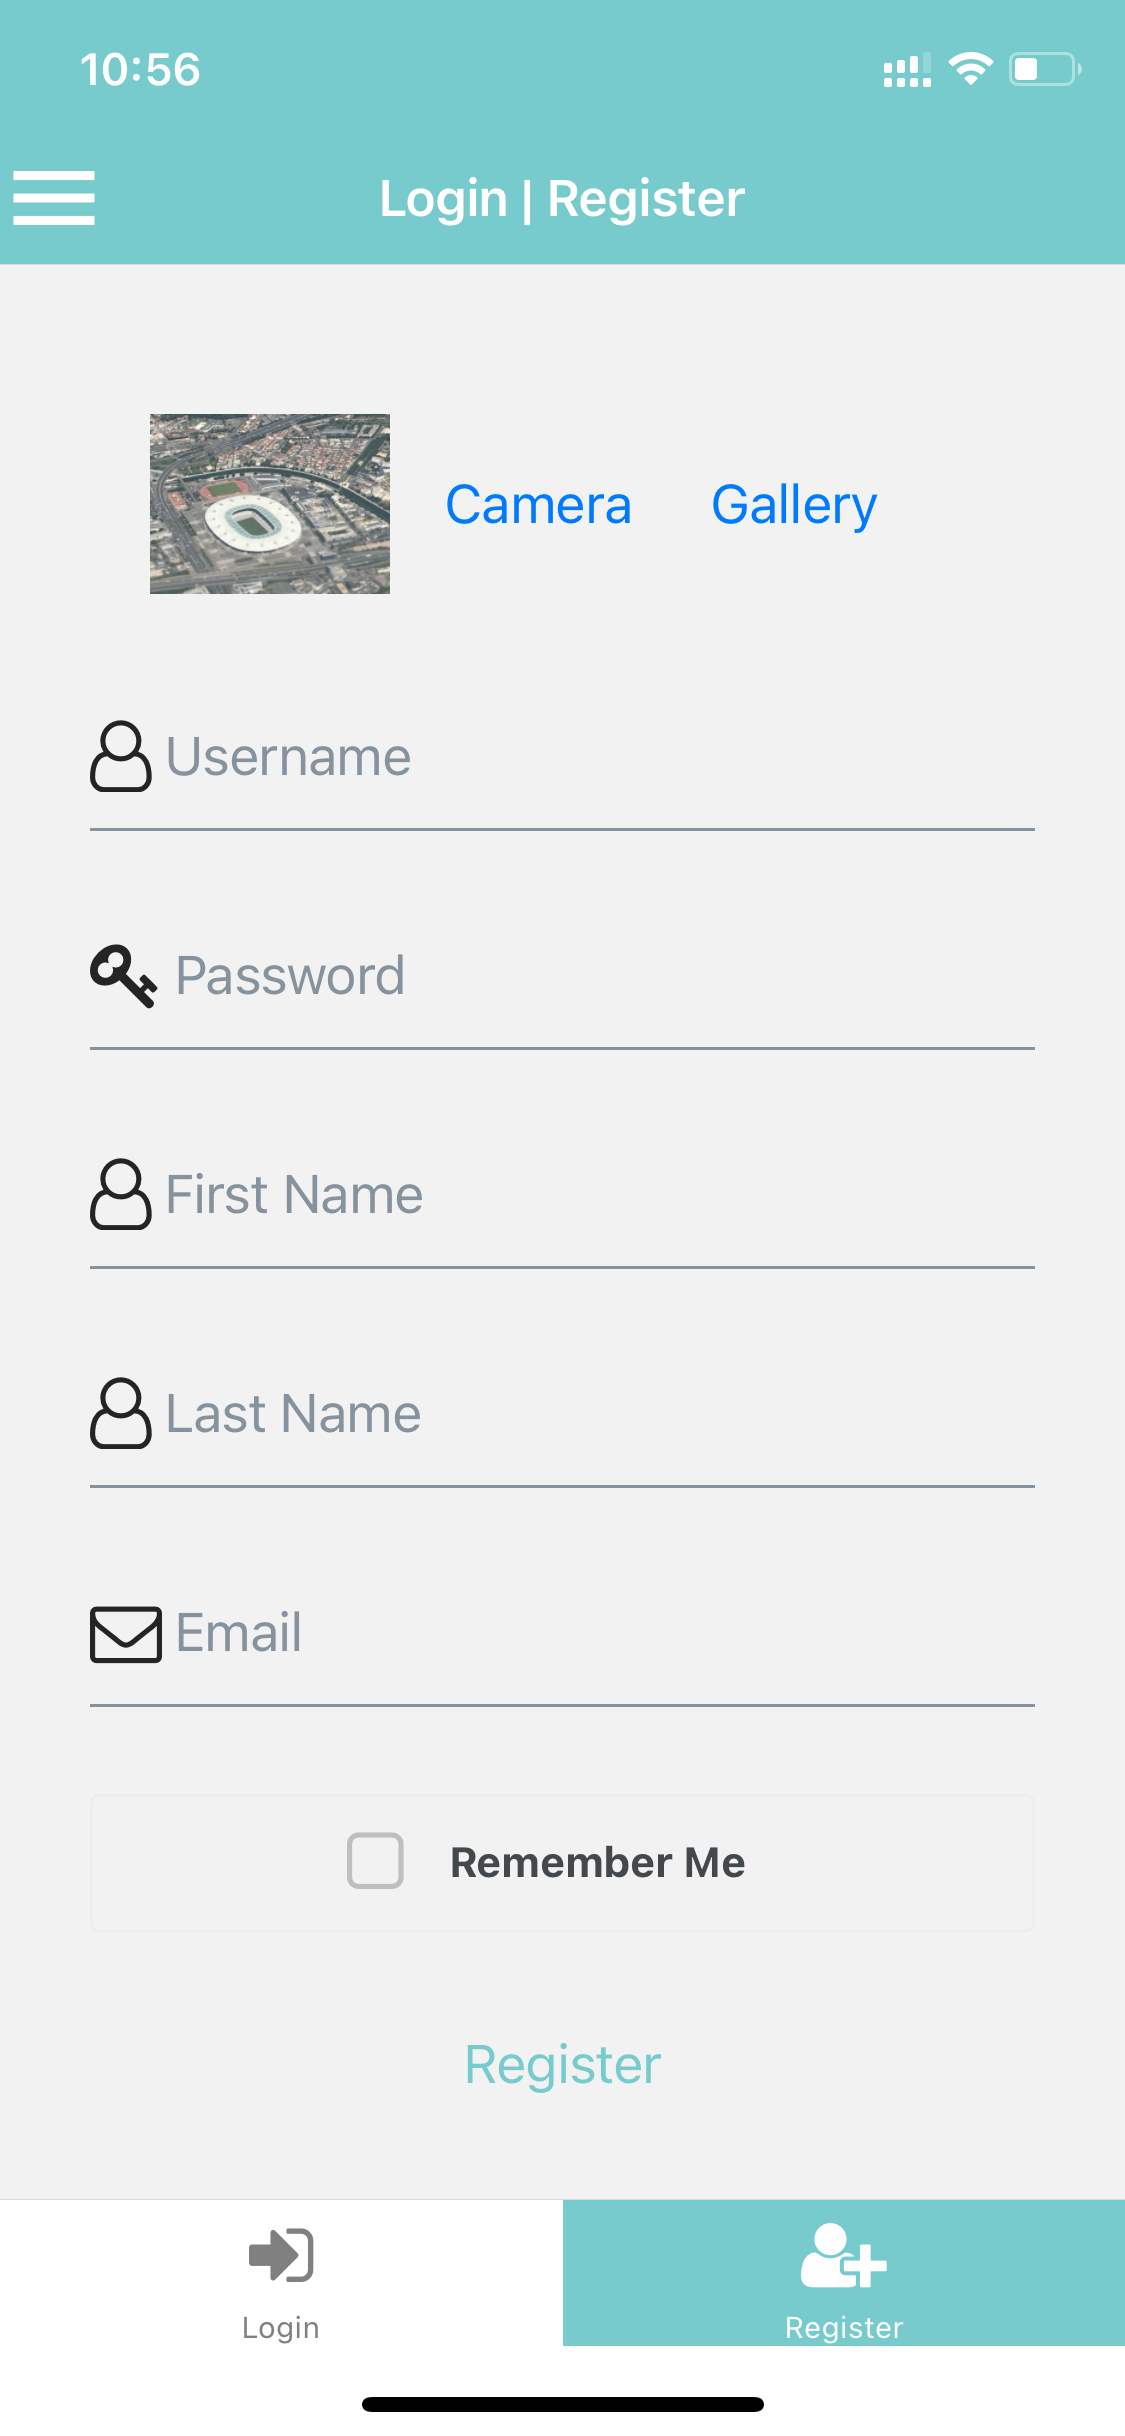 10:56
Login | Register
Camera Gallery
Username
Password
First Name
Last Name
Email
Remember Me
Register
Login Register